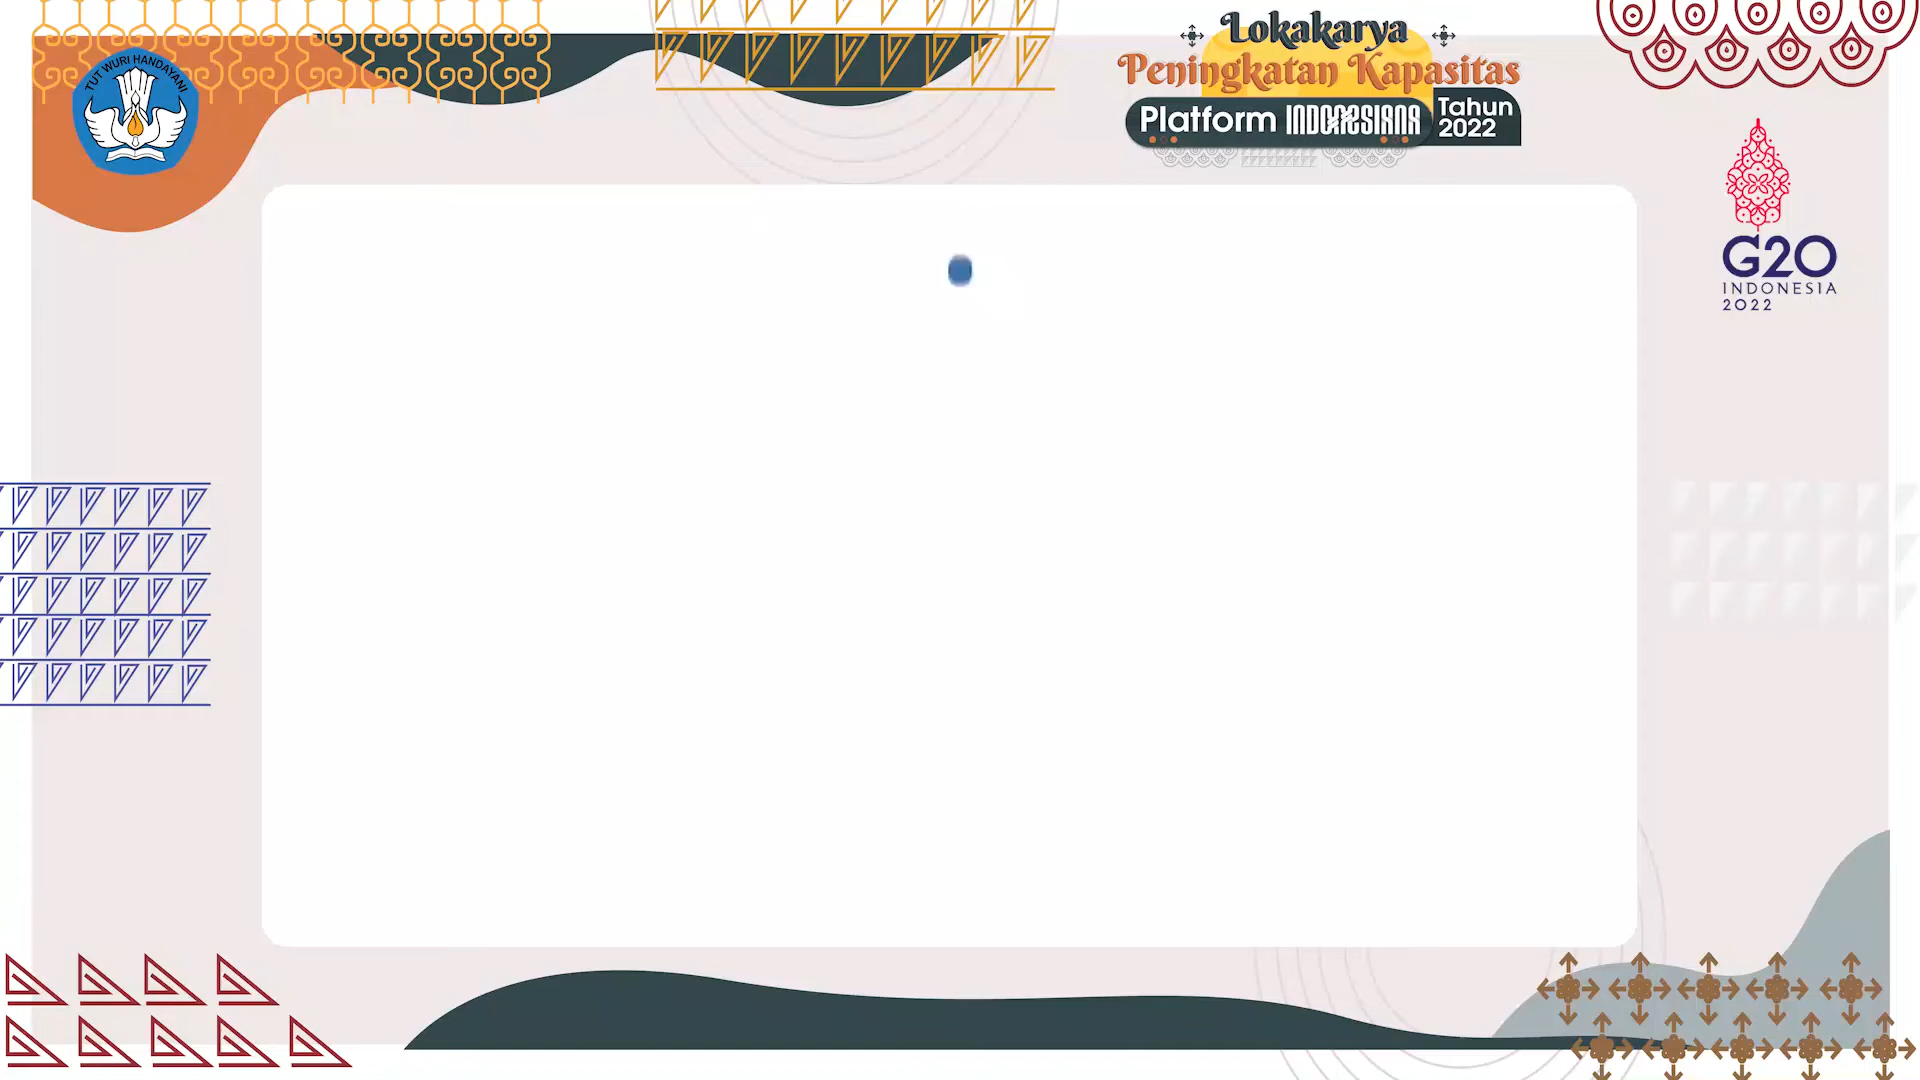 TUT WURI HANDAYANI
Lokakarya
Peningkatan Kapasitas
Platform INDONESIANA Tahun
2022
G20
INDONESIA
2022